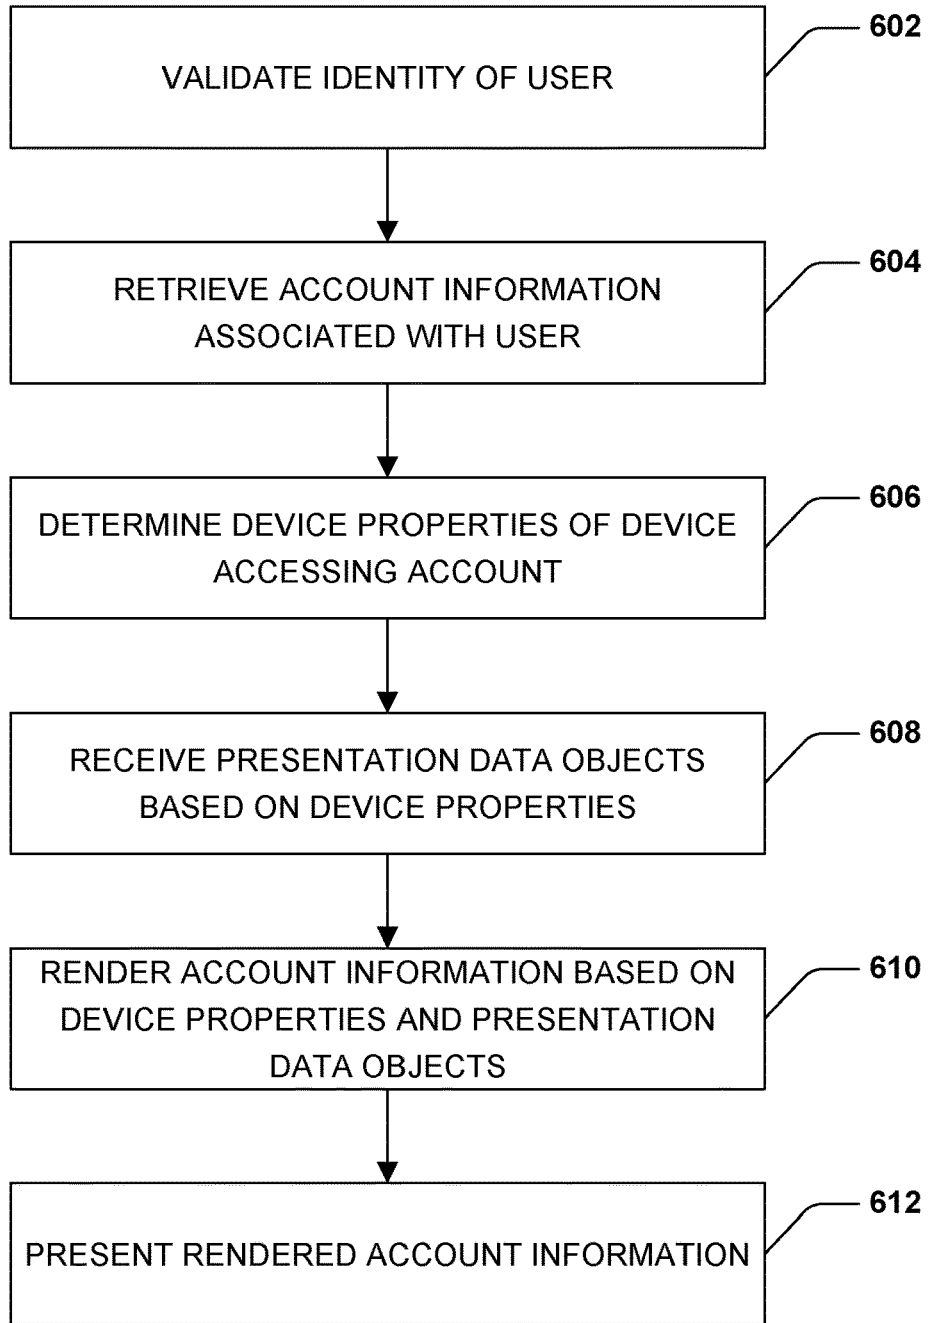 602
VALIDATE IDENTITY OF USER
604
RETRIEVE ACCOUNT INFORMATION
ASSOCIATED WITH USER
606
DETERMINE DEVICE PROPERTIES OF DEVICE
ACCESSING ACCOUNT
608
RECEIVE PRESENTATION DATA OBJECTS
BASED ON DEVICE PROPERTIES
610
RENDER ACCOUNT INFORMATION BASED ON
DEVICE PROPERTIES AND PRESENTATION
DATA OBJECTS
612
PRESENT RENDERED ACCOUNT INFORMATION